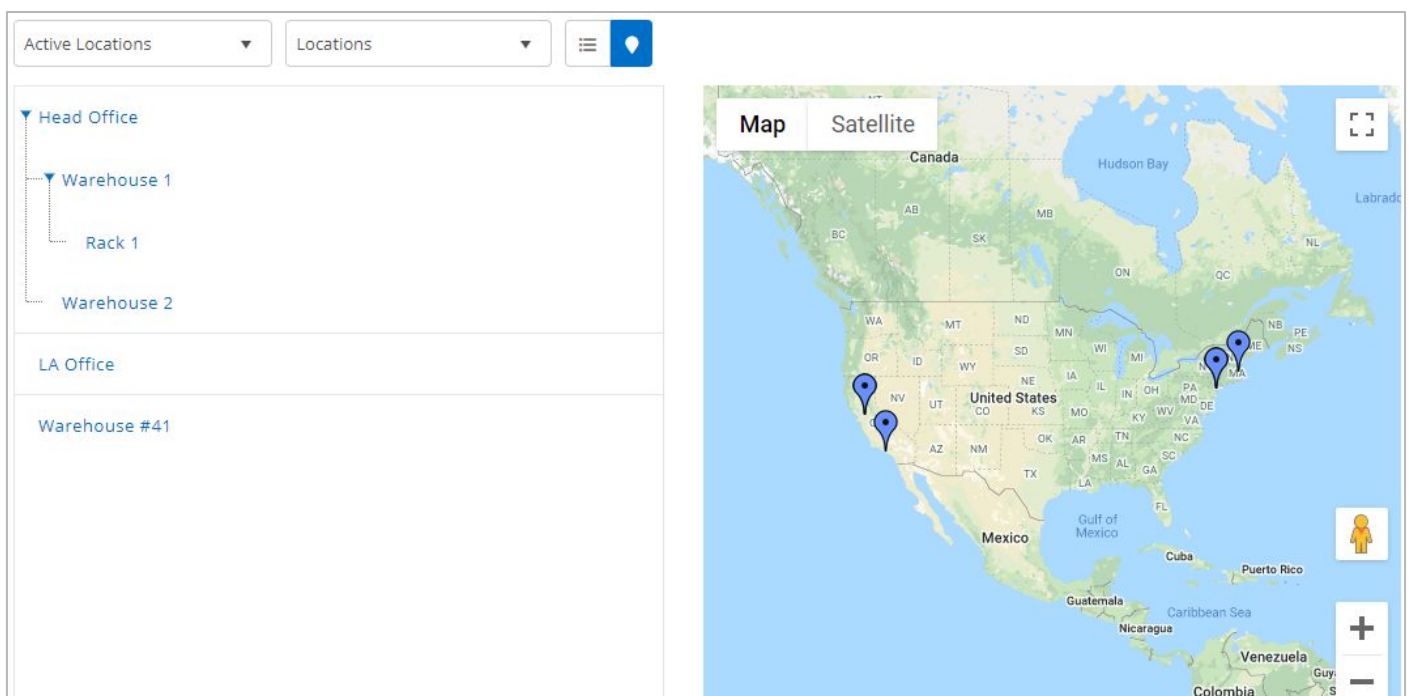 Active Locations
Locations
Head Office
Warehouse 1
Rack 1
Warehouse 2
LA Office
Warehouse #41
Map Satellite
Canada
Hudson Bay
Labrado
AB
MB
BC
SK
NL
ON
QC
WA
MT
ND
MN
NB
PE
OR
ID
SD
WI
MI
ME
NS
WY
MA
NE
IA
IL
IN
OH
PA
NV
UT
United States
CO
KS
MO
KY
WV
MD
DE
VA
AZ
NM
OK
AR
TN
NC
MS
AL
GA
SC
TX
LA
FL
Gulf of
Mexico
Mexico
Cuba
Puerto Rico
Guatemala
Caribbean Sea
Nicaragua
Venezuela
Guy
Colombia